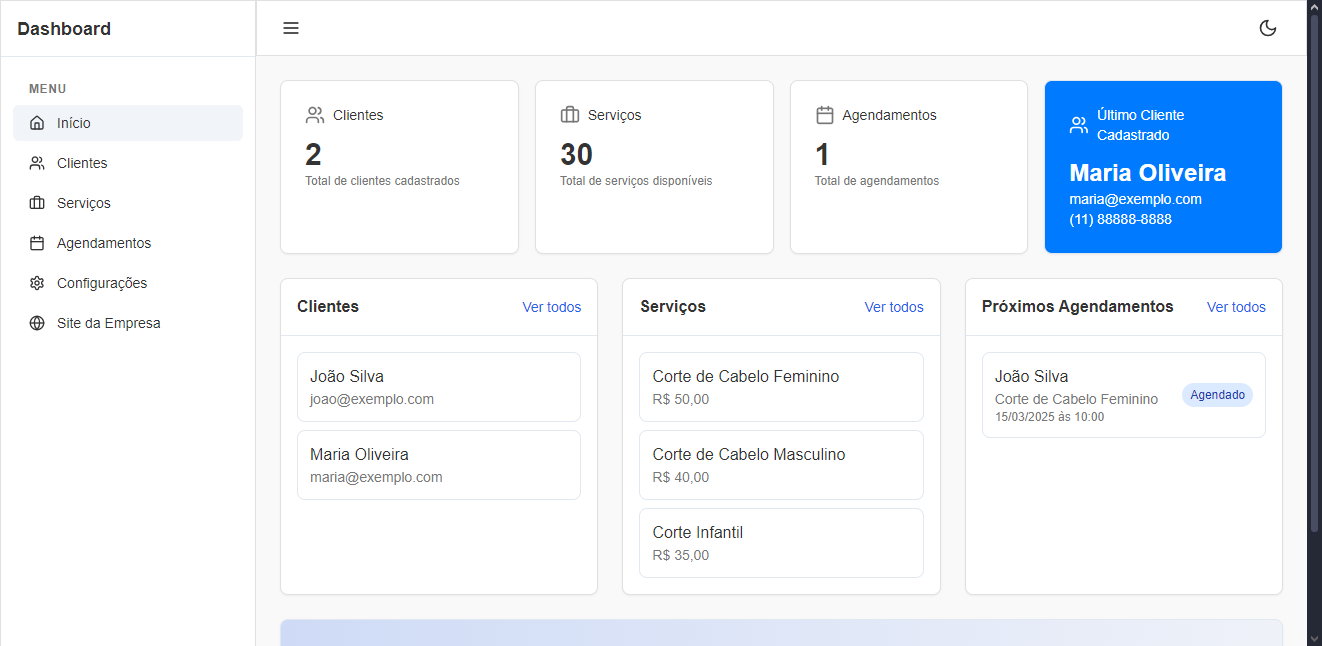 Dashboard
MENU
Início
Clientes
Serviços
Agendamentos
Configurações
Site da Empresa
Clientes
2
Total de clientes cadastrados
Serviços
30
Total de serviços disponíveis
Agendamentos
1
Total de agendamentos
Último Cliente
Cadastrado
Maria Oliveira
maria@exemplo.com
(11) 88888-8888
Clientes Ver todos
João Silva
joao@exemplo.com
Maria Oliveira
maria@exemplo.com
Serviços Ver todos
Corte de Cabelo Feminino
R$ 50,00
Corte de Cabelo Masculino
R$ 40,00
Corte Infantil
R$ 35,00
Próximos Agendamentos Ver todos
João Silva
Corte de Cabelo Feminino
15/03/2025 às 10:00
Agendado